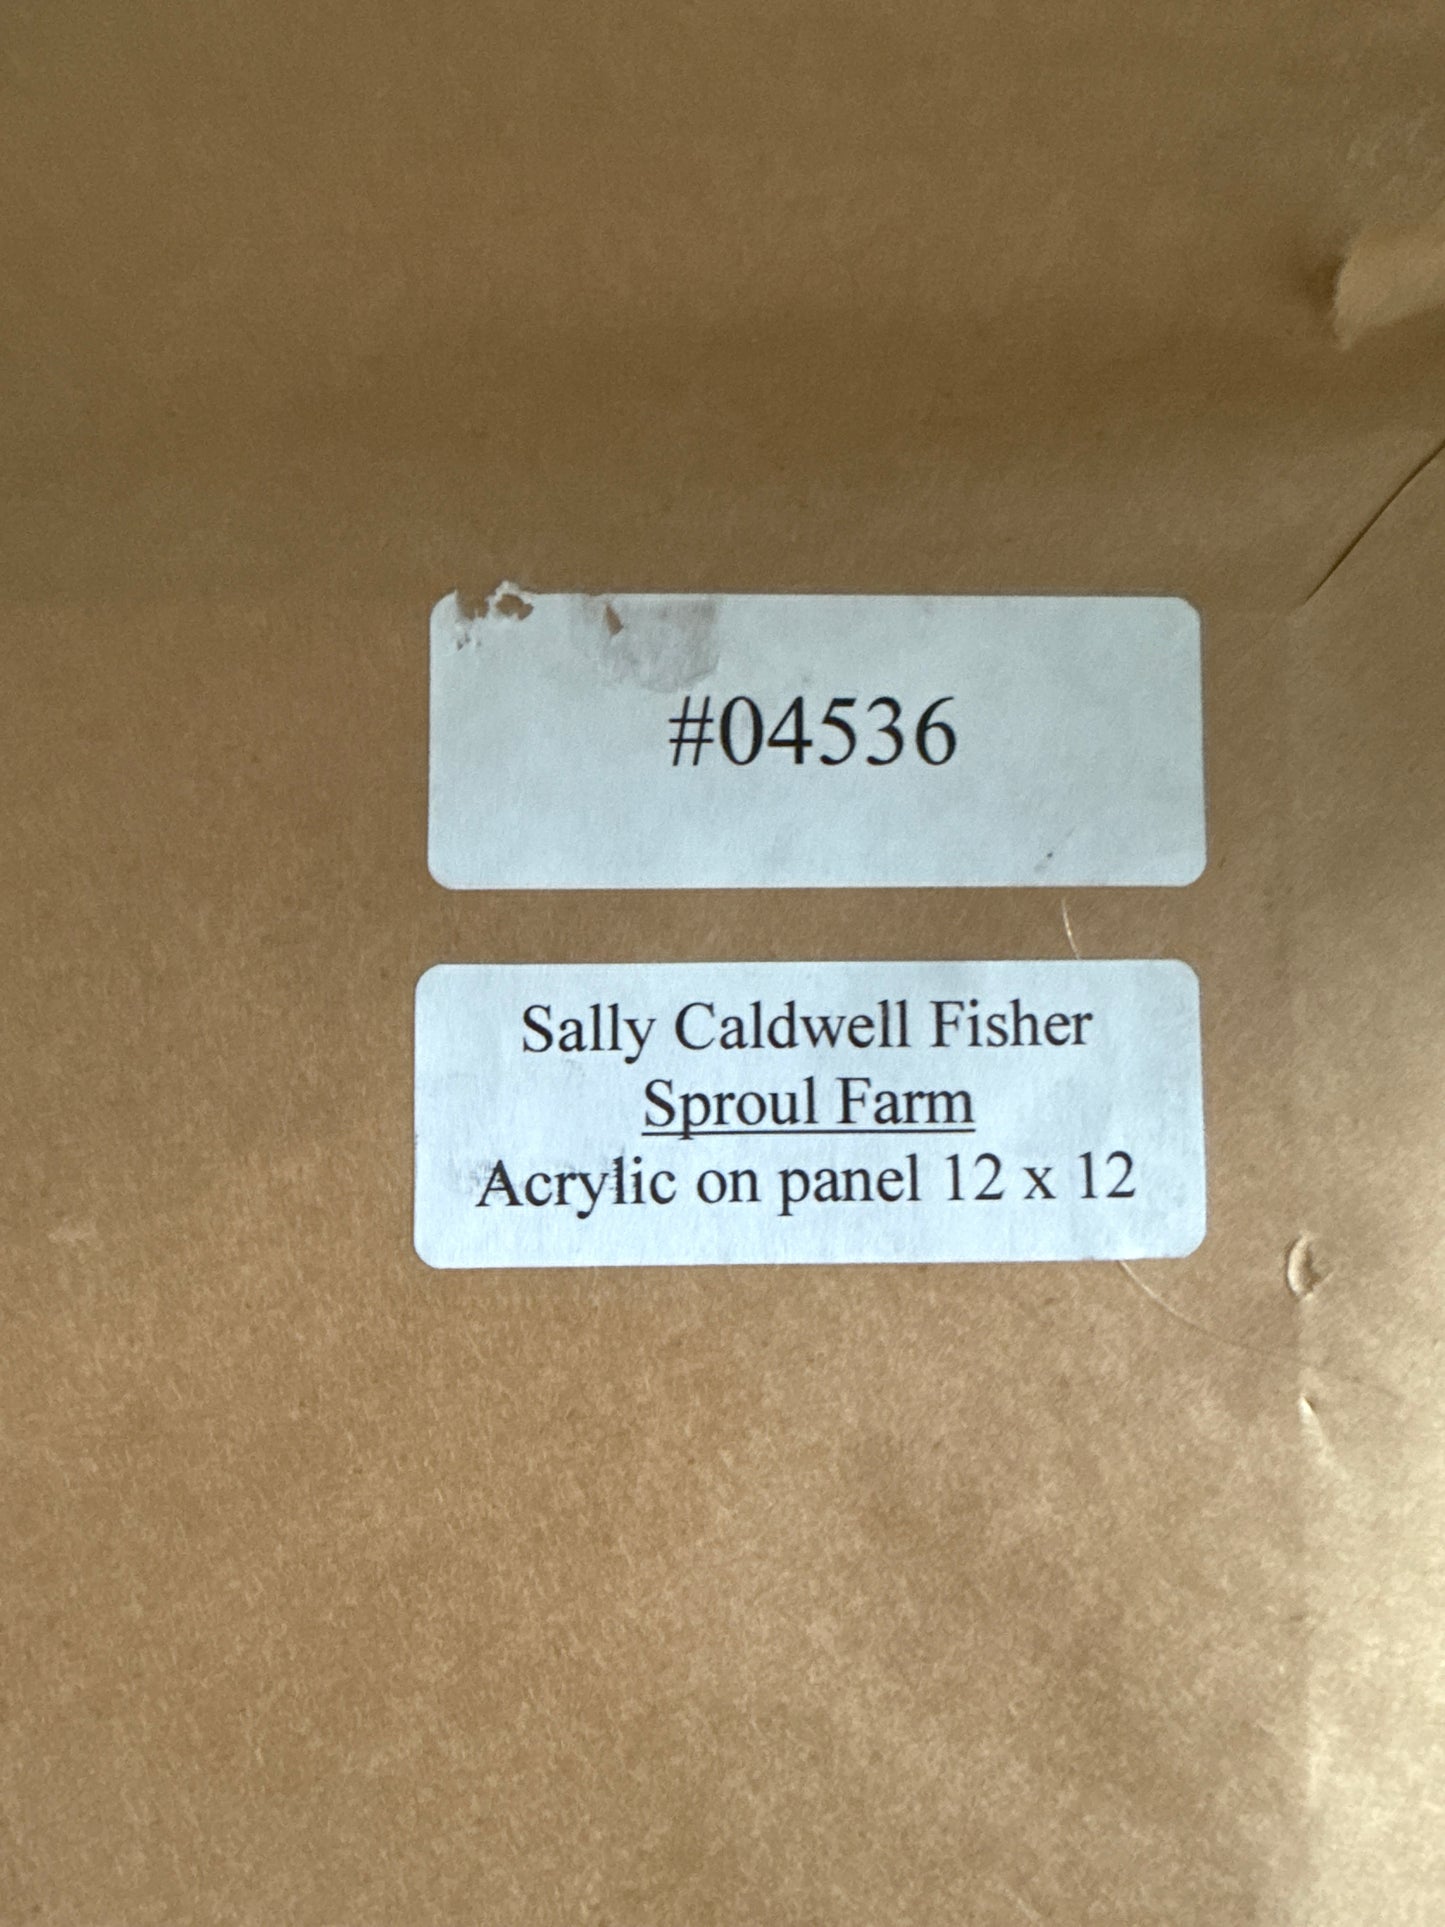 #04536
Sally Caldwell Fisher
Sproul Farm
Acrylic on panel 12 x 12